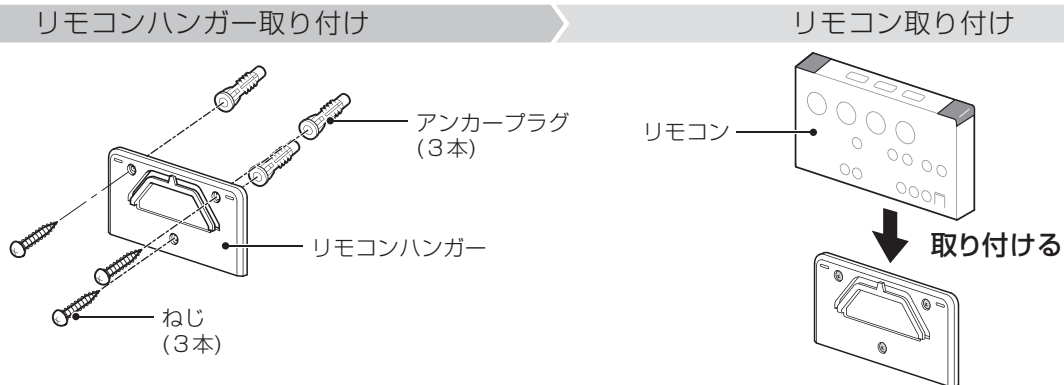 リモコンハンガー取り付け
アンカープラグ
(３本)
リモコンハンガー
ねじ
(３本)
リモコン取り付け
リモコン
取り付ける